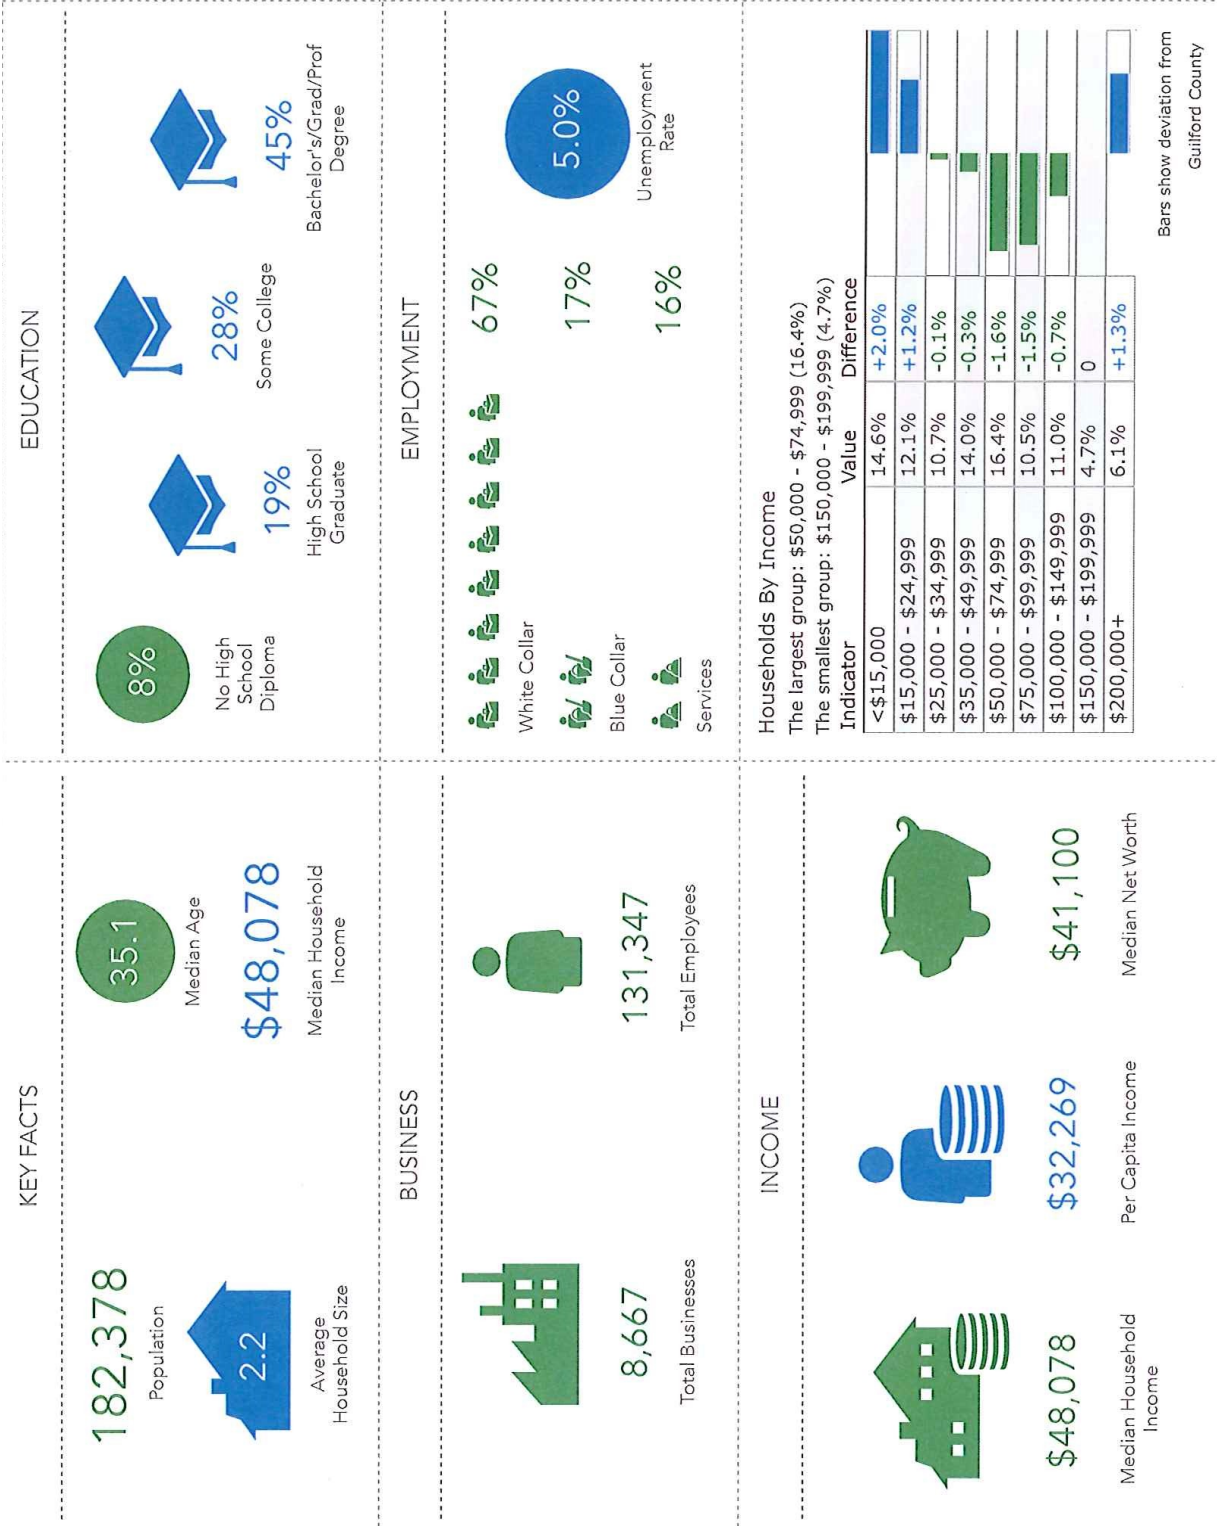 KEY FACTS
182,378
Population
2.2
Average
Household Size
35.1
Median Age
$48,078
Median Household
Income
EDUCATION
8%
No High
School
Diploma
19%
High School
Graduate
28%
Some College
45%
Bachelor's/Grad/Prof
Degree
BUSINESS
8,667
Total Businesses
131,347
Total Employees
EMPLOYMENT
White Collar 67%
Blue Collar 17%
Services 16%
5.0%
Unemployment
Rate
INCOME
$48,078
Median Household
Income
$32,269
Per Capita Income
$41,100
Median Net Worth
Households By Income
The largest group: $50,000 - $74,999 (16.4%)
The smallest group: $150,000 - $199,999 (4.7%)
Indicator Value Difference
<$15,000 14.6% +2.0%
$15,000 - $24,999 12.1% +1.2%
$25,000 - $34,999 10.7% -0.1%
$35,000 - $49,999 14.0% -0.3%
$50,000 - $74,999 16.4% -1.6%
$75,000 - $99,999 10.5% -1.5%
$100,000 - $149,999 11.0% -0.7%
$150,000 - $199,999 4.7% 0
$200,000+ 6.1% +1.3%
Bars show deviation from
Guilford County